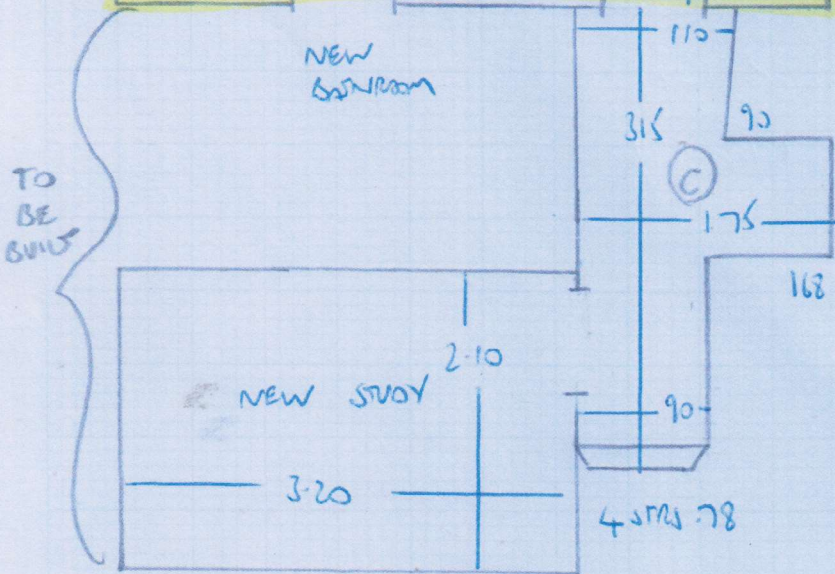 110
NEW
BATHROOM
315
90
TO
BE
BUILT
C
175
168
2.10
NEW STUDY
90
3.20
4 STRS .78